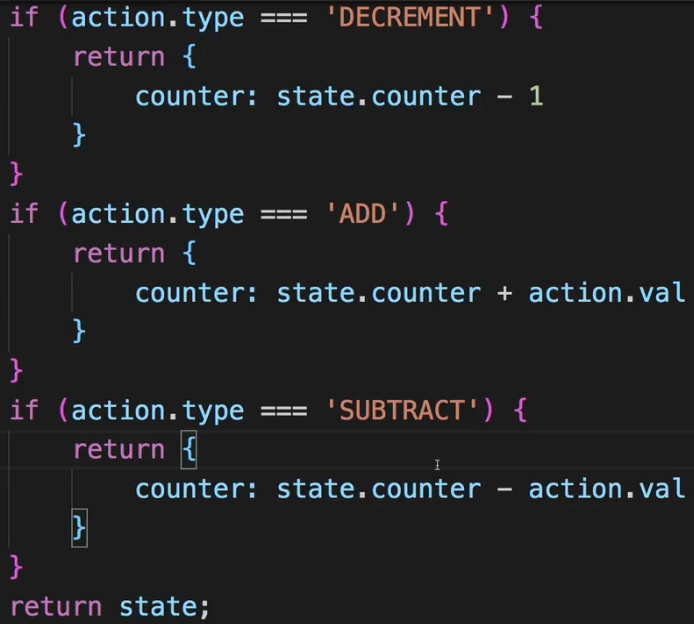 if (action.type === 'DECREMENT') {
    return {
        counter: state.counter - 1
    }
}
if (action.type === 'ADD') {
    return {
        counter: state.counter + action.val
    }
}
if (action.type === 'SUBTRACT') {
    return {
        counter: state.counter - action.val
    }
}
return state;